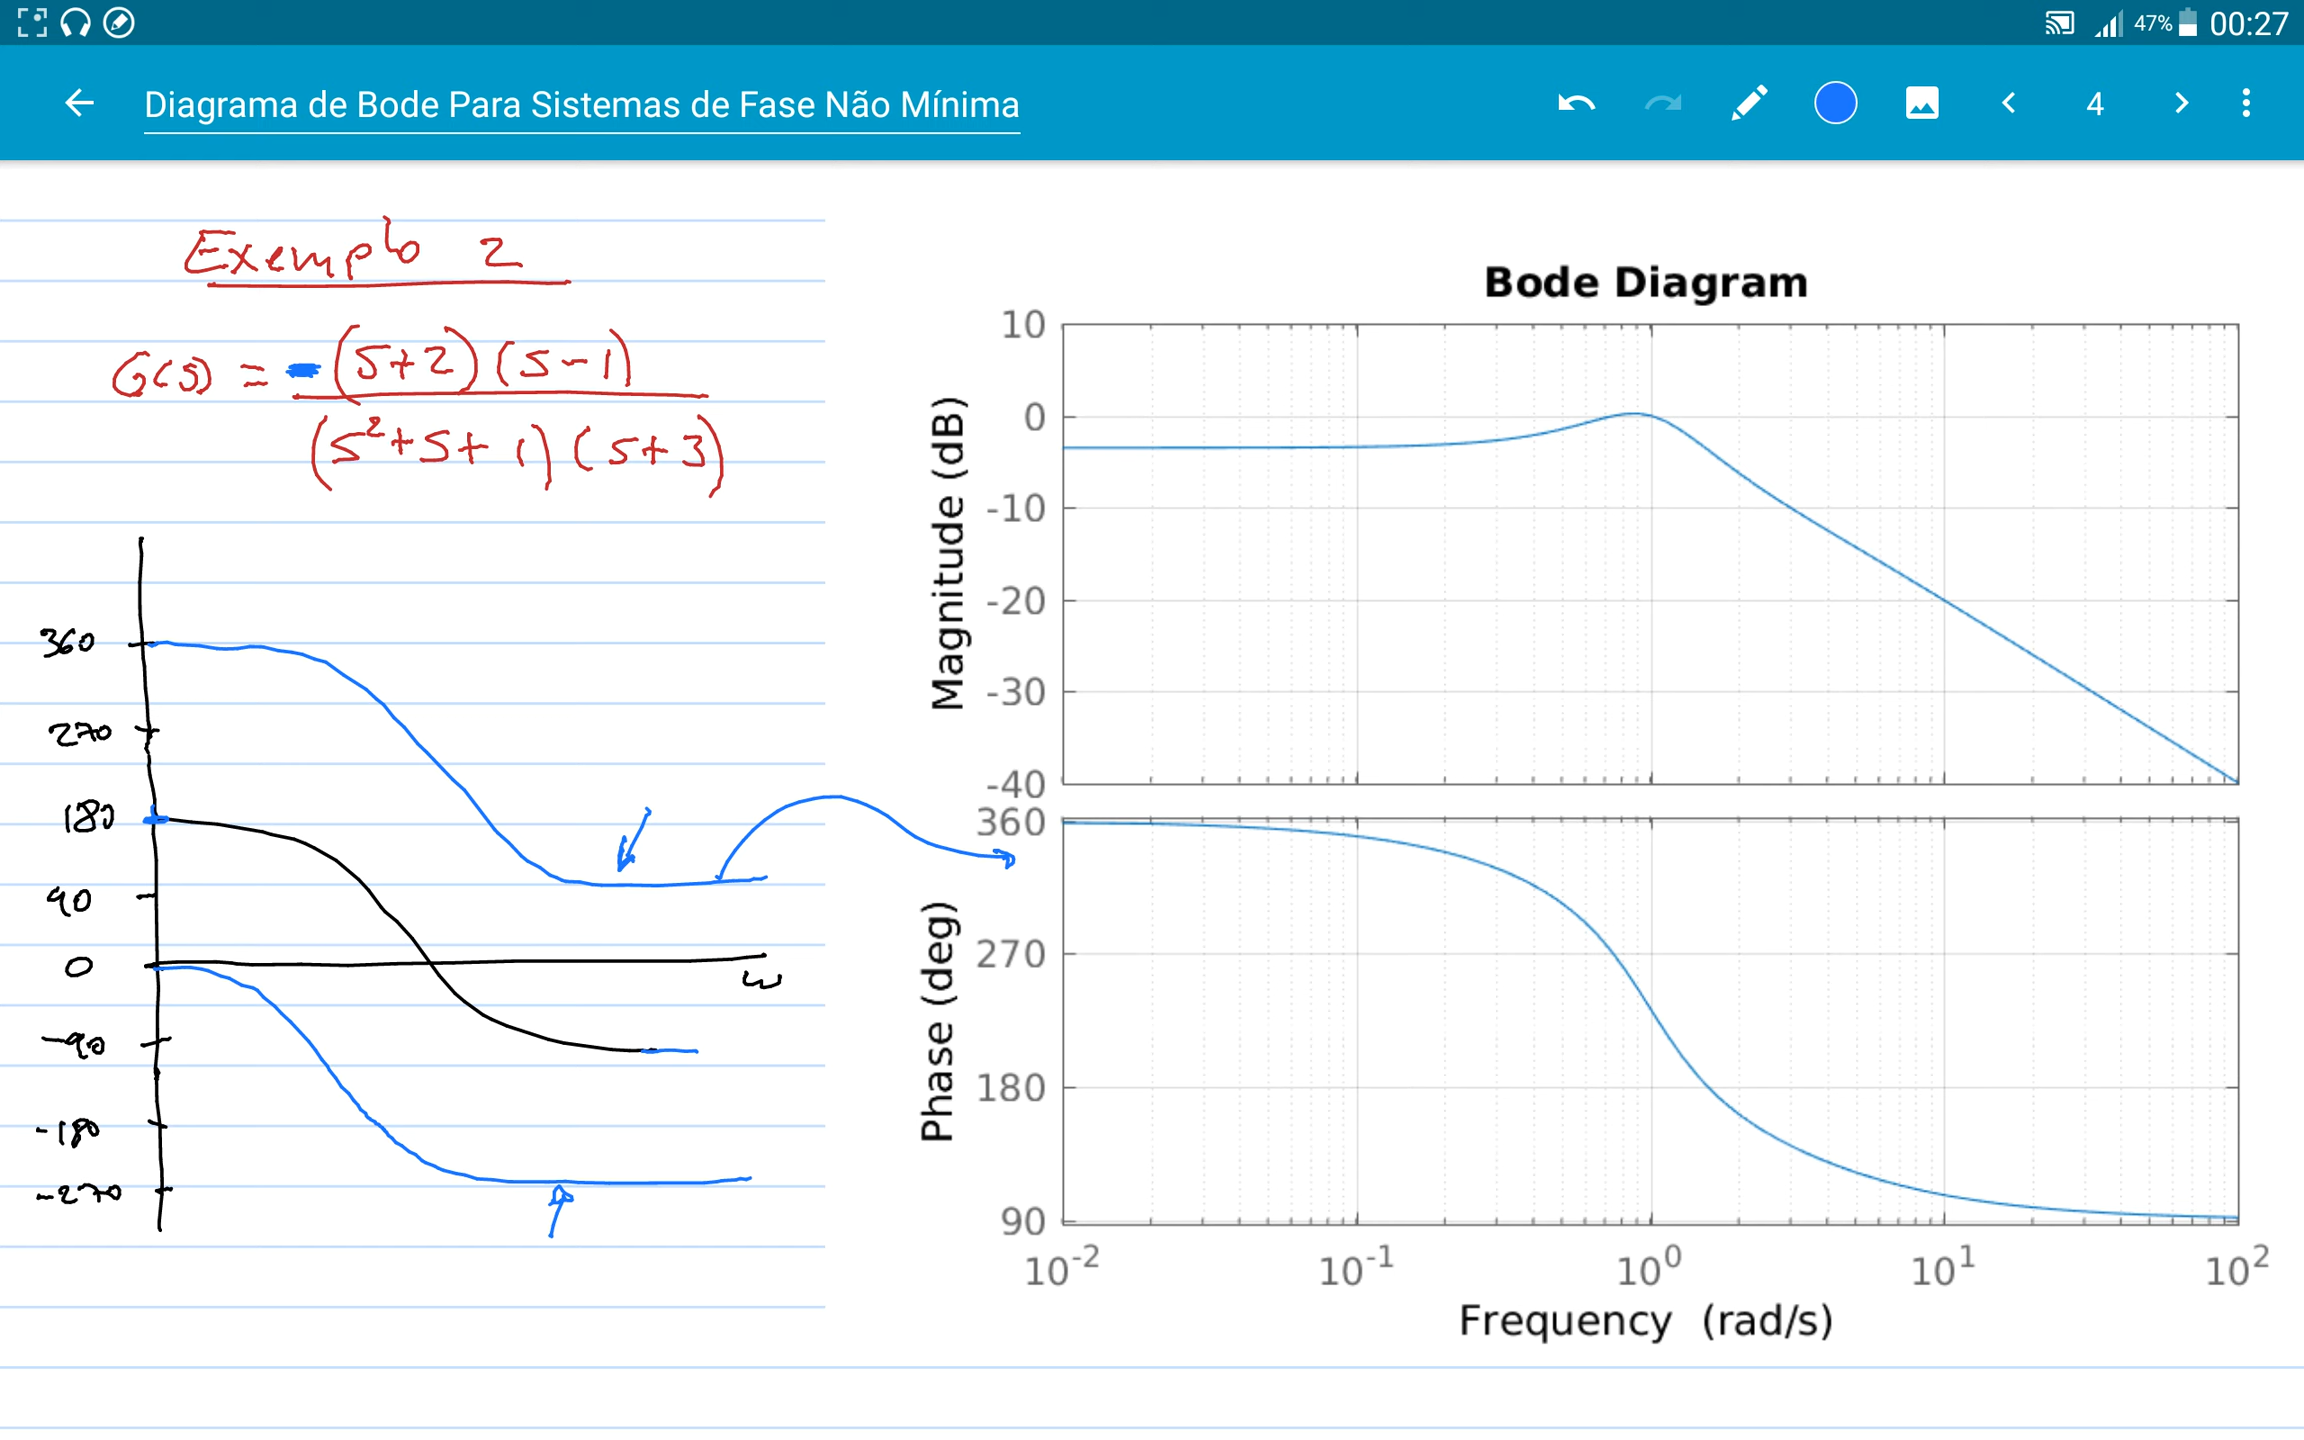 47% 00:27
Diagrama de Bode Para Sistemas de Fase Não Mínima
4
Exemplo 2
G(s) = -(s+2)(s-1)
(s²+s+1)(s+3)
360
270
180
90
0
-90
-180
-270
ω
Bode Diagram
Magnitude (dB)
10
0
-10
-20
-30
-40
Phase (deg)
360
270
180
90
10⁻² 10⁻¹ 10⁰ 10¹ 10²
Frequency (rad/s)